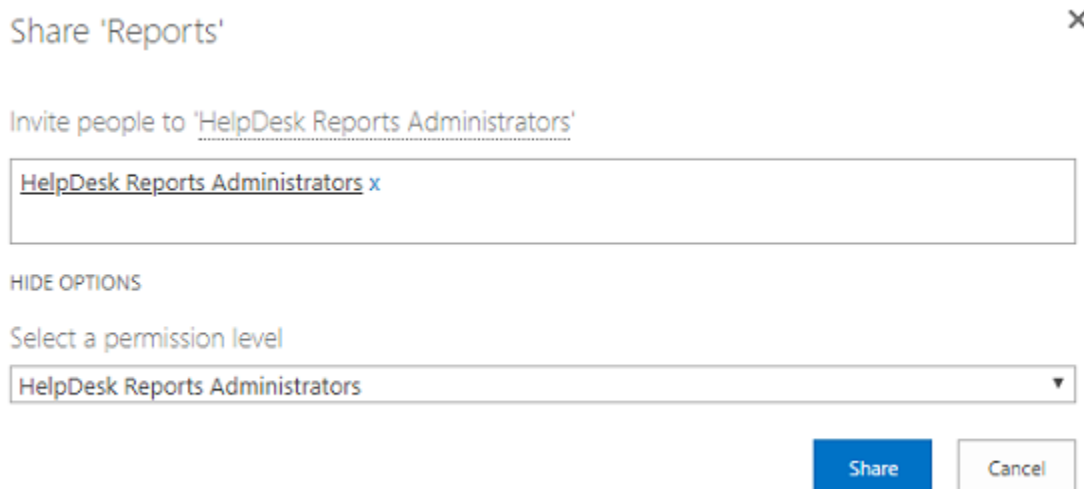 Share 'Reports'
Invite people to 'HelpDesk Reports Administrators'
HelpDesk Reports Administrators x
HIDE OPTIONS
Select a permission level
HelpDesk Reports Administrators
Share Cancel